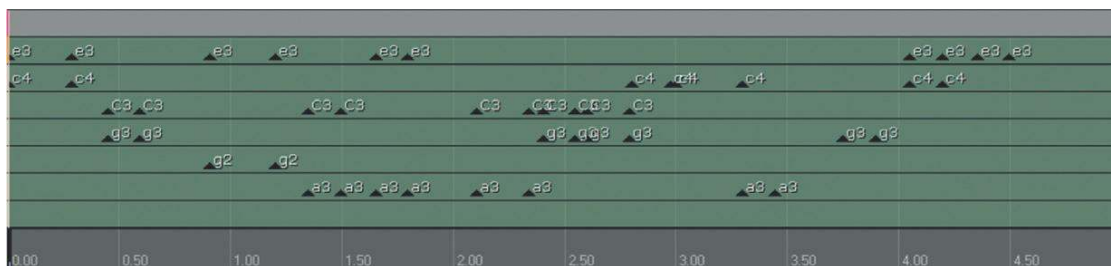 e3 e3 e3 e3 e3 e3 e3 e3 e3 e3
c4 c4 c4 c4 c4 c4 c4
C3 C3 C3 C3 C3 C3 C3 C3 C3 C3
g3 g3 g3 g3 g3 g3 g3 g3
g2 g2
a3 a3 a3 a3 a3 a3 a3 a3
0.00 0.50 1.00 1.50 2.00 2.50 3.00 3.50 4.00 4.50